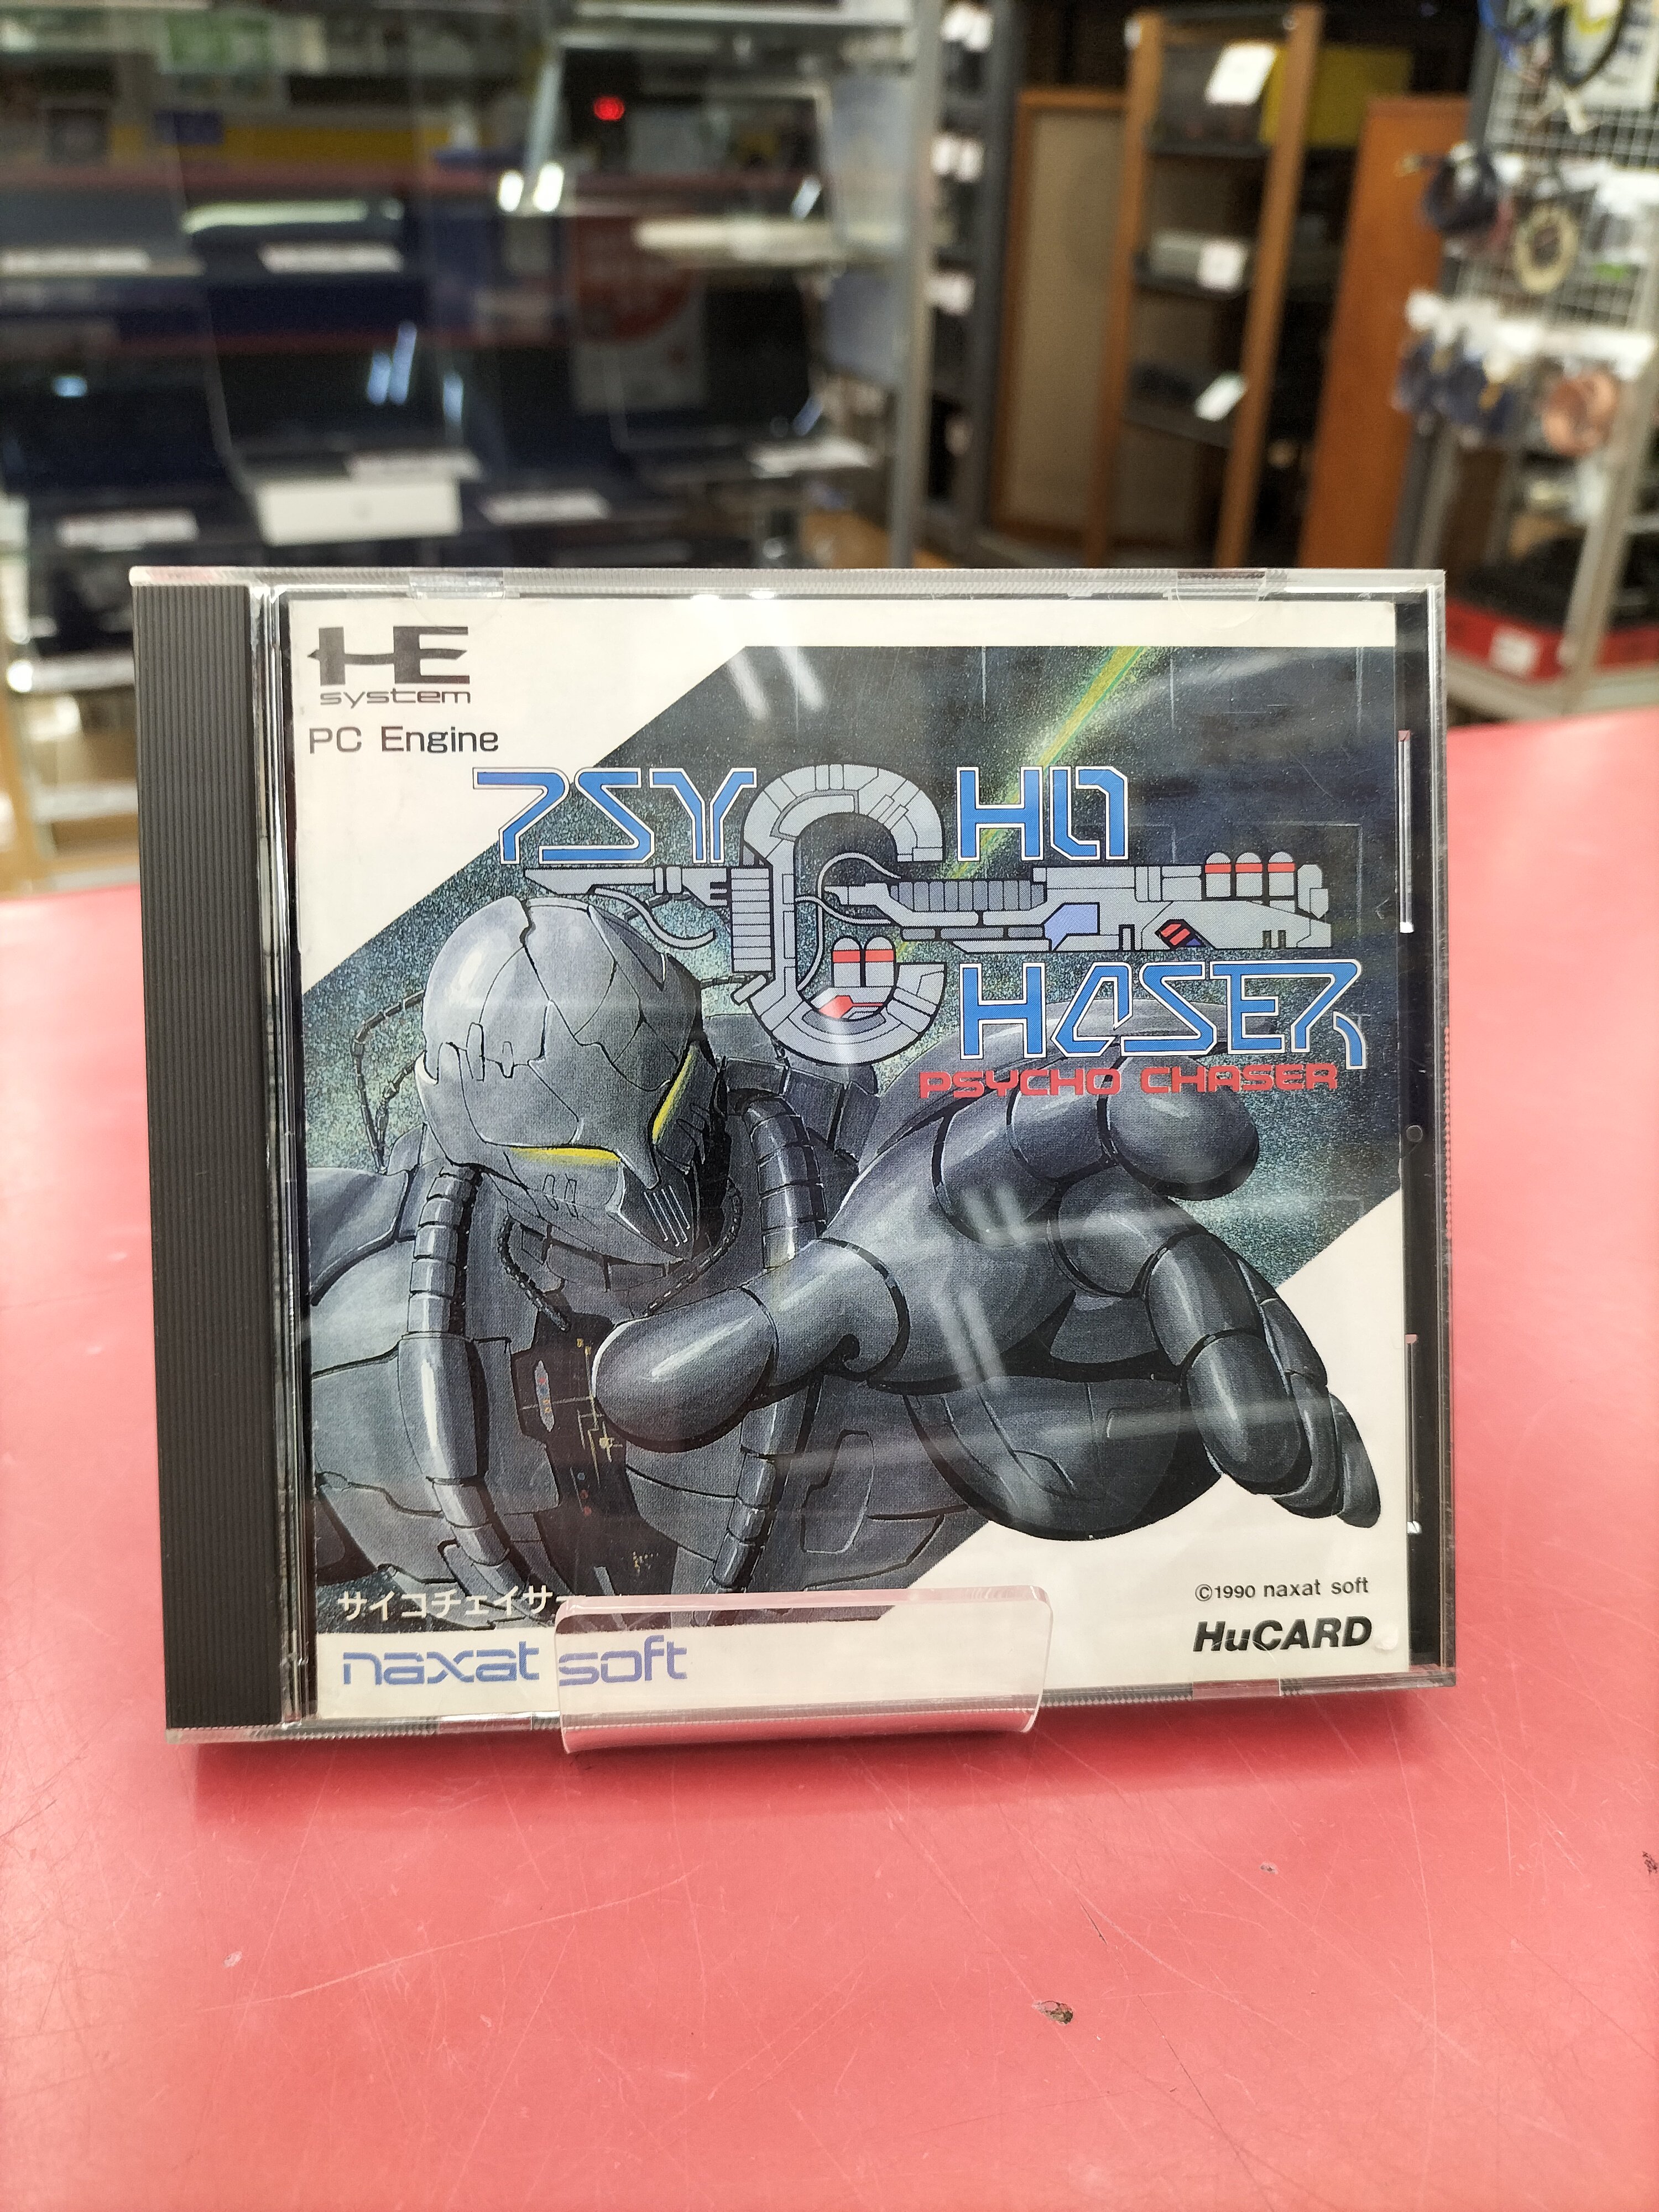 HE
system
PC Engine
PSYCHO
CHASER
PSYCHO CHASER
サイコチェイサー
©1990 naxat soft
naxat soft
HuCARD